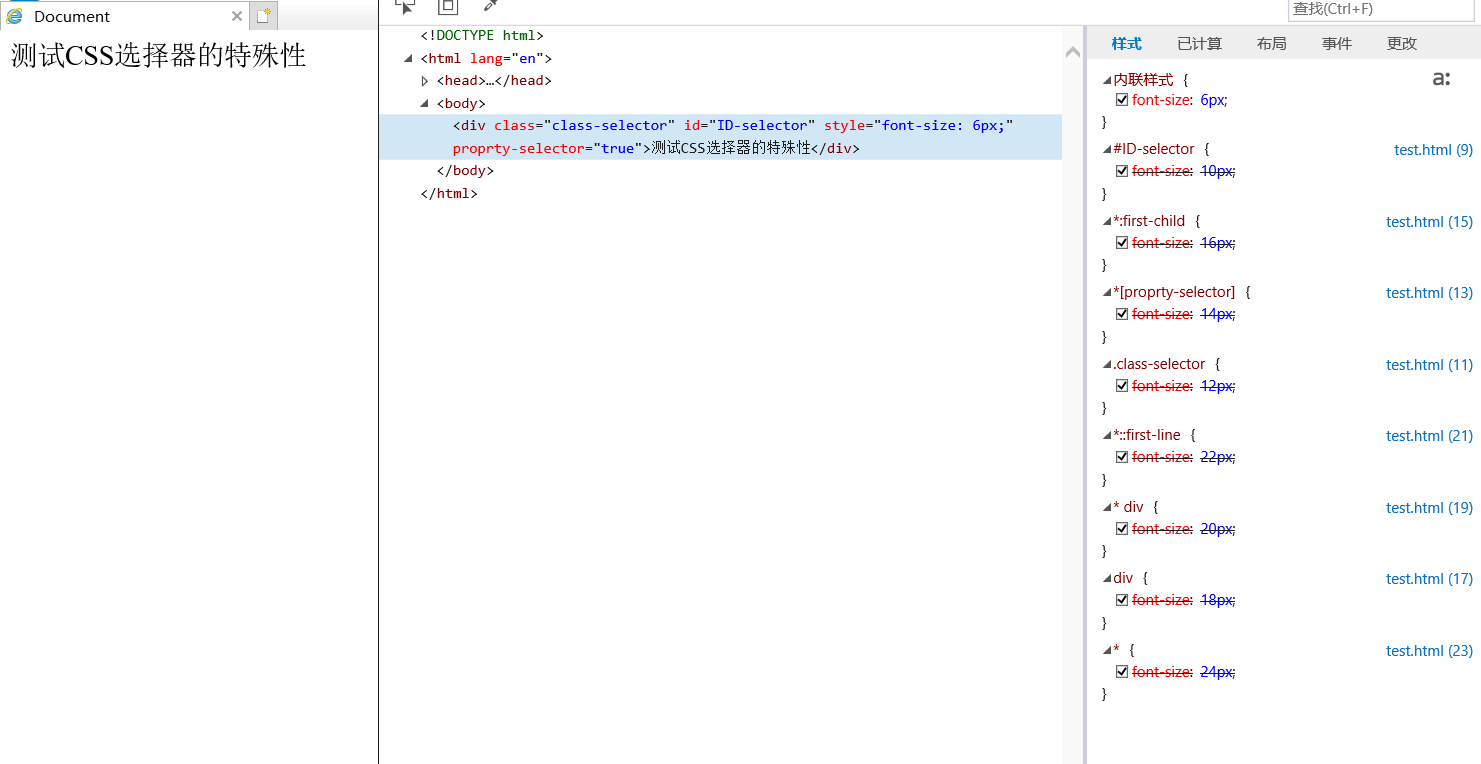 Document
测试CSS选择器的特殊性
<!DOCTYPE html>
<html lang="en">
<head>…</head>
<body>
<div class="class-selector" id="ID-selector" style="font-size: 6px;"
proprty-selector="true">测试CSS选择器的特殊性</div>
</body>
</html>
查找(Ctrl+F)
样式 已计算 布局 事件 更改
内联样式 { a:
font-size: 6px;
}
#ID-selector { test.html (9)
font-size: 10px;
}
*:first-child { test.html (15)
font-size: 16px;
}
*[proprty-selector] { test.html (13)
font-size: 14px;
}
.class-selector { test.html (11)
font-size: 12px;
}
*::first-line { test.html (21)
font-size: 22px;
}
* div { test.html (19)
font-size: 20px;
}
div { test.html (17)
font-size: 18px;
}
* { test.html (23)
font-size: 24px;
}